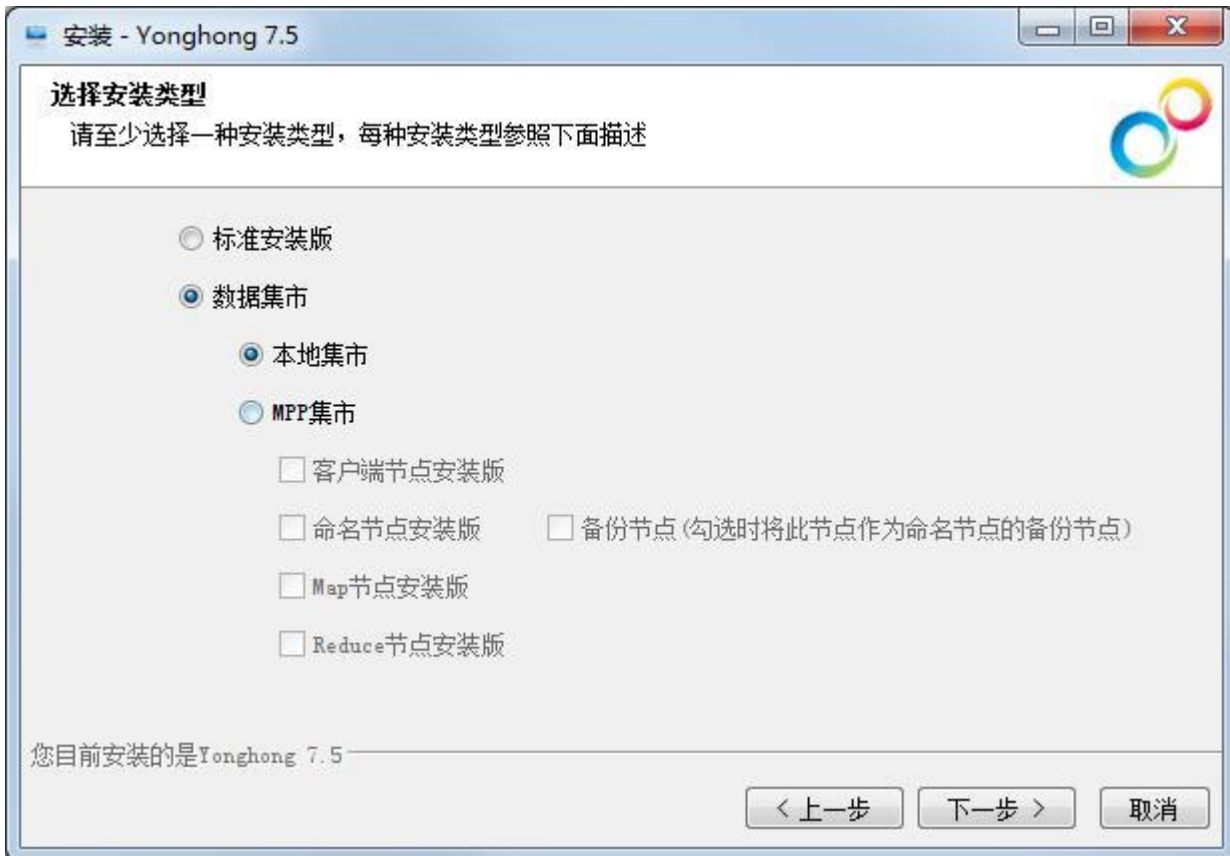 安装 - Yonghong 7.5
选择安装类型
请至少选择一种安装类型，每种安装类型参照下面描述
标准安装版
数据集市
本地集市
MPP集市
客户端节点安装版
命名节点安装版 备份节点(勾选时将此节点作为命名节点的备份节点)
Map节点安装版
Reduce节点安装版
您目前安装的是Yonghong 7.5
< 上一步 下一步 > 取消